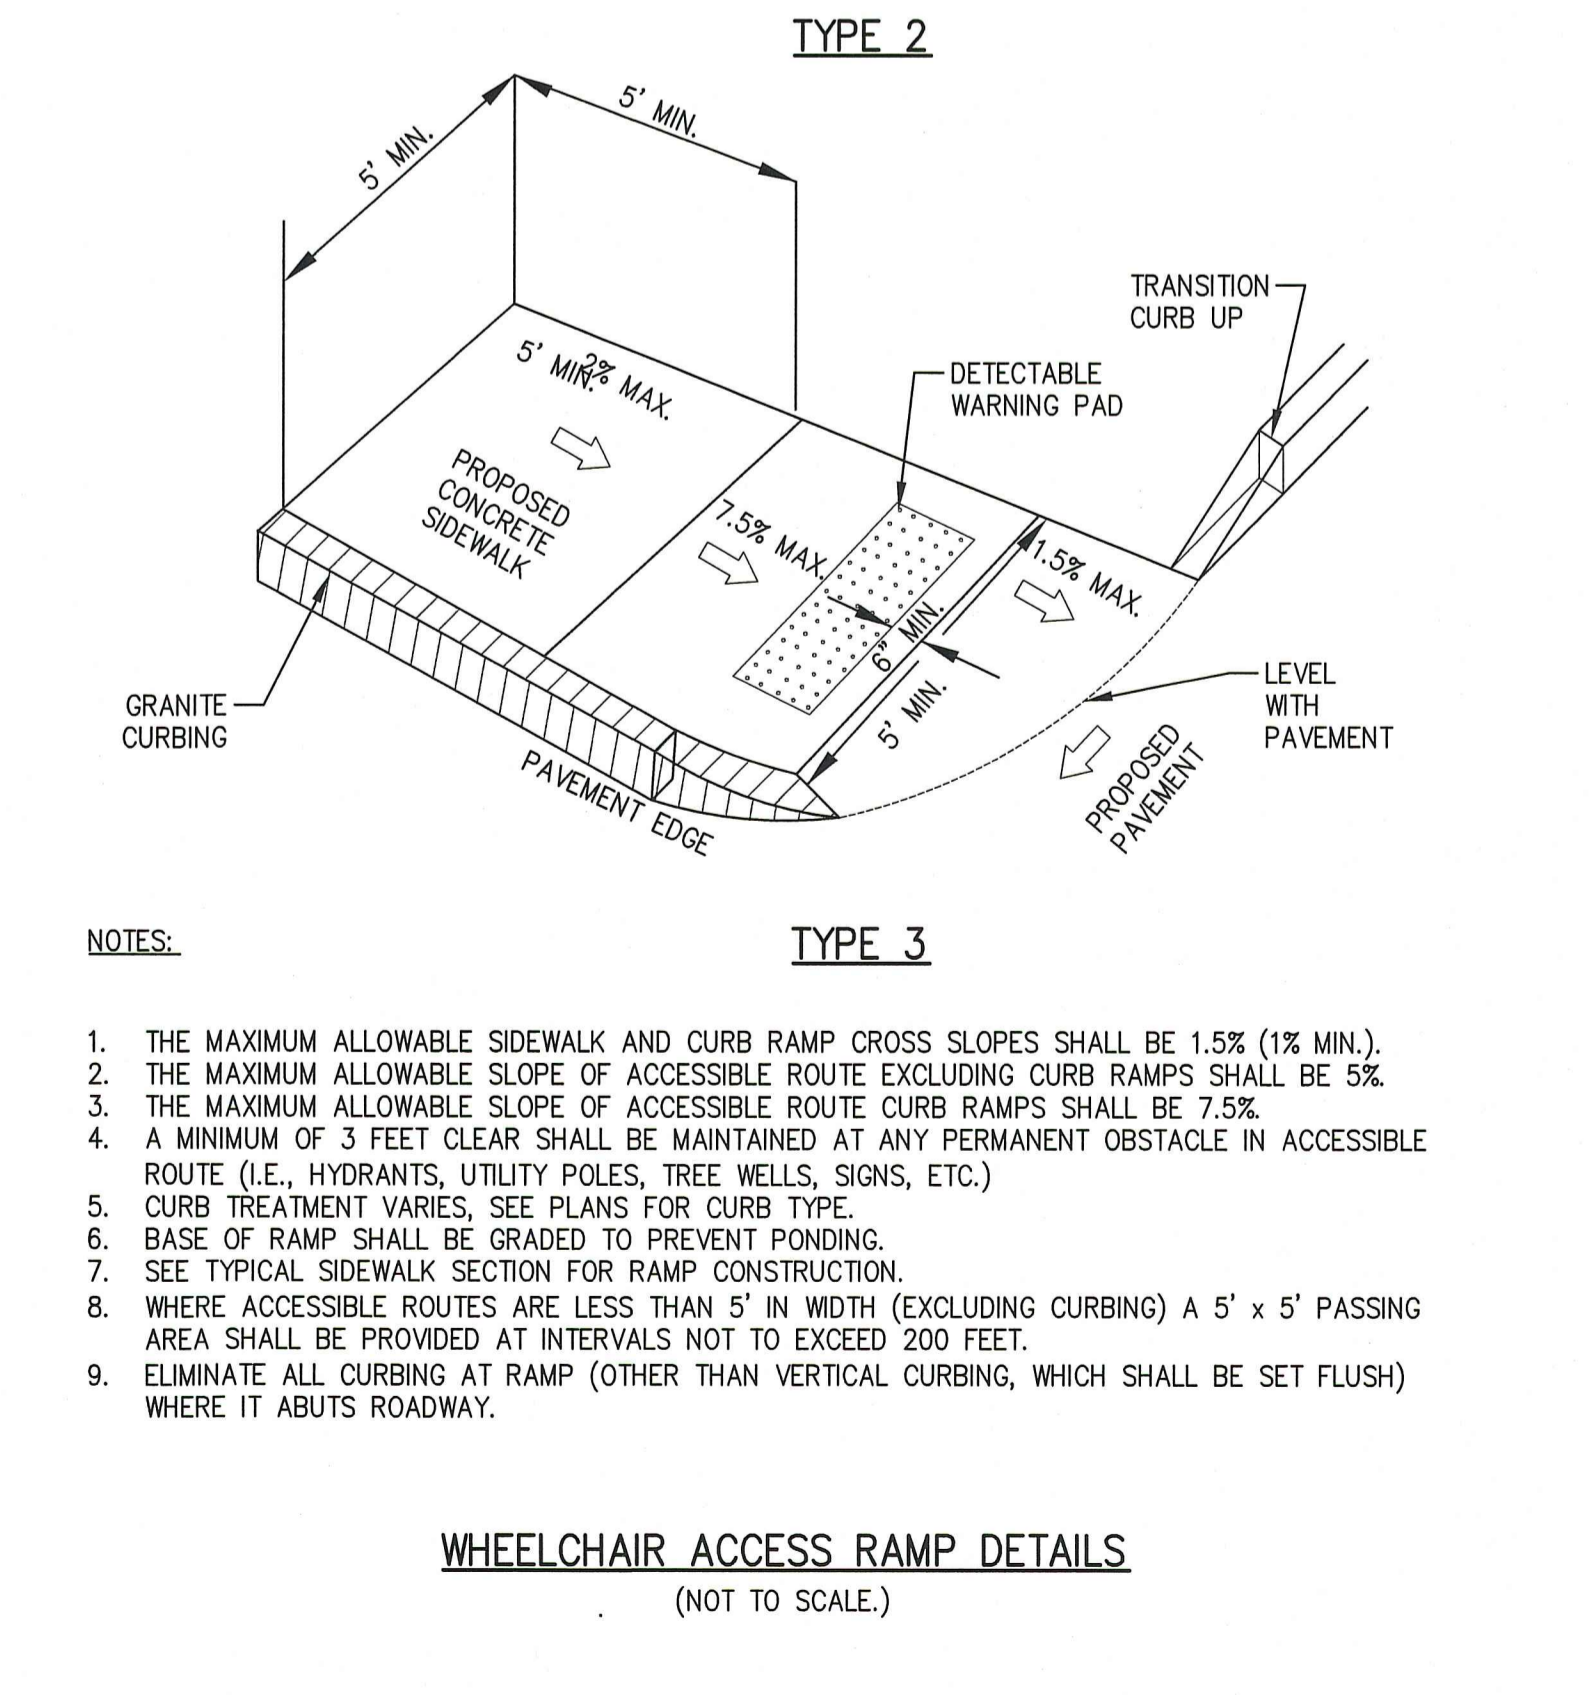 TYPE 2
5' MIN.
5' MIN.
TRANSITION
CURB UP
5' MIN.
2% MAX.
DETECTABLE
WARNING PAD
PROPOSED
CONCRETE
SIDEWALK
7.5% MAX.
1.5% MAX.
6" MIN.
5' MIN.
GRANITE
CURBING
LEVEL
WITH
PAVEMENT
PROPOSED
PAVEMENT
PAVEMENT EDGE
NOTES:
TYPE 3
1. THE MAXIMUM ALLOWABLE SIDEWALK AND CURB RAMP CROSS SLOPES SHALL BE 1.5% (1% MIN.).
2. THE MAXIMUM ALLOWABLE SLOPE OF ACCESSIBLE ROUTE EXCLUDING CURB RAMPS SHALL BE 5%.
3. THE MAXIMUM ALLOWABLE SLOPE OF ACCESSIBLE ROUTE CURB RAMPS SHALL BE 7.5%.
4. A MINIMUM OF 3 FEET CLEAR SHALL BE MAINTAINED AT ANY PERMANENT OBSTACLE IN ACCESSIBLE
ROUTE (I.E., HYDRANTS, UTILITY POLES, TREE WELLS, SIGNS, ETC.)
5. CURB TREATMENT VARIES, SEE PLANS FOR CURB TYPE.
6. BASE OF RAMP SHALL BE GRADED TO PREVENT PONDING.
7. SEE TYPICAL SIDEWALK SECTION FOR RAMP CONSTRUCTION.
8. WHERE ACCESSIBLE ROUTES ARE LESS THAN 5' IN WIDTH (EXCLUDING CURBING) A 5' x 5' PASSING
AREA SHALL BE PROVIDED AT INTERVALS NOT TO EXCEED 200 FEET.
9. ELIMINATE ALL CURBING AT RAMP (OTHER THAN VERTICAL CURBING, WHICH SHALL BE SET FLUSH)
WHERE IT ABUTS ROADWAY.
WHEELCHAIR ACCESS RAMP DETAILS
(NOT TO SCALE.)